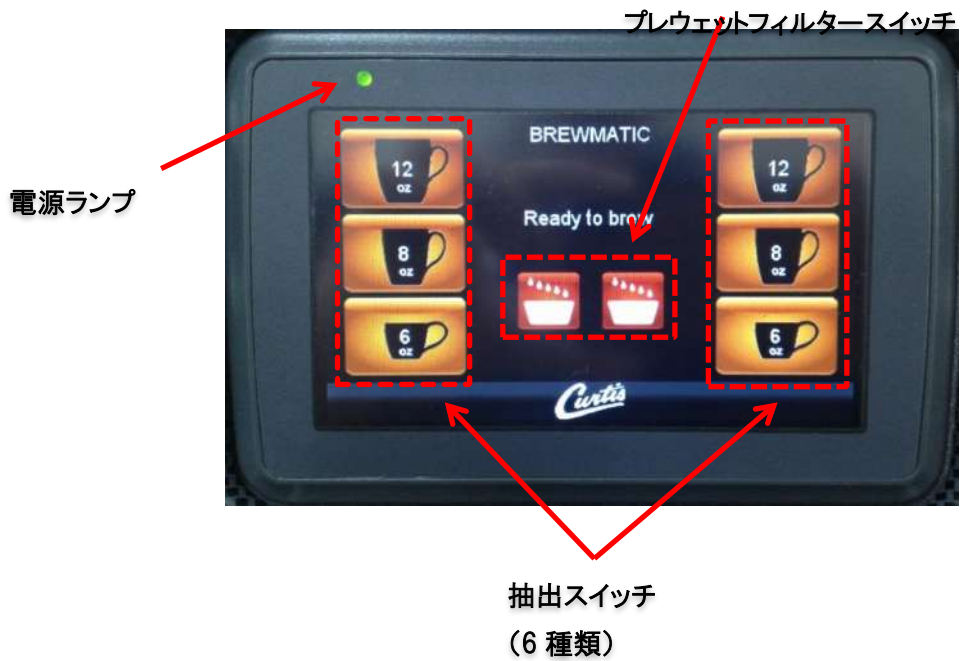 プレウェットフィルタースイッチ
電源ランプ
BREWMATIC
Ready to brew
12
oz
8
oz
6
oz
12
oz
8
oz
6
oz
Curtis
抽出スイッチ
(6 種類)